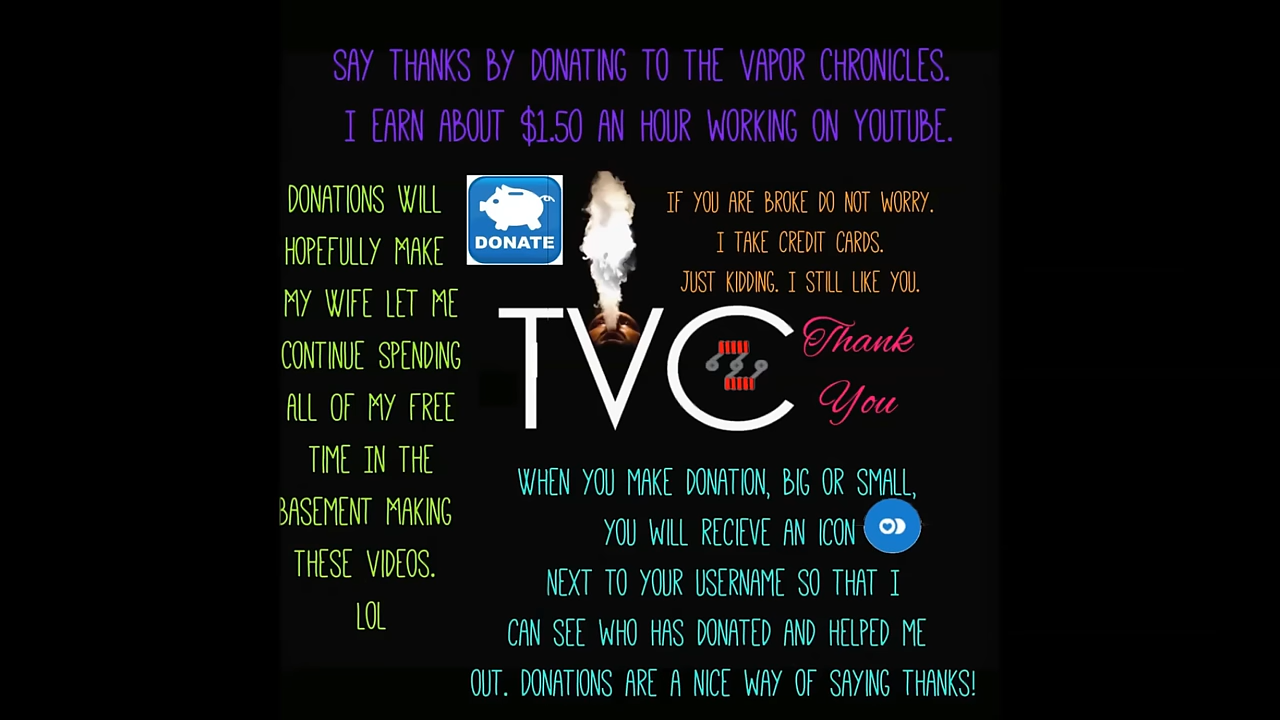 SAY THANKS BY DONATING TO THE VAPOR CHRONICLES.
I EARN ABOUT $1.50 AN HOUR WORKING ON YOUTUBE.
DONATIONS WILL
HOPEFULLY MAKE
MY WIFE LET ME
CONTINUE SPENDING
ALL OF MY FREE
TIME IN THE
BASEMENT MAKING
THESE VIDEOS.
LOL
DONATE
IF YOU ARE BROKE DO NOT WORRY.
I TAKE CREDIT CARDS.
JUST KIDDING. I STILL LIKE YOU.
TVC
Thank
You
WHEN YOU MAKE DONATION, BIG OR SMALL,
YOU WILL RECIEVE AN ICON
NEXT TO YOUR USERNAME SO THAT I
CAN SEE WHO HAS DONATED AND HELPED ME
OUT. DONATIONS ARE A NICE WAY OF SAYING THANKS!